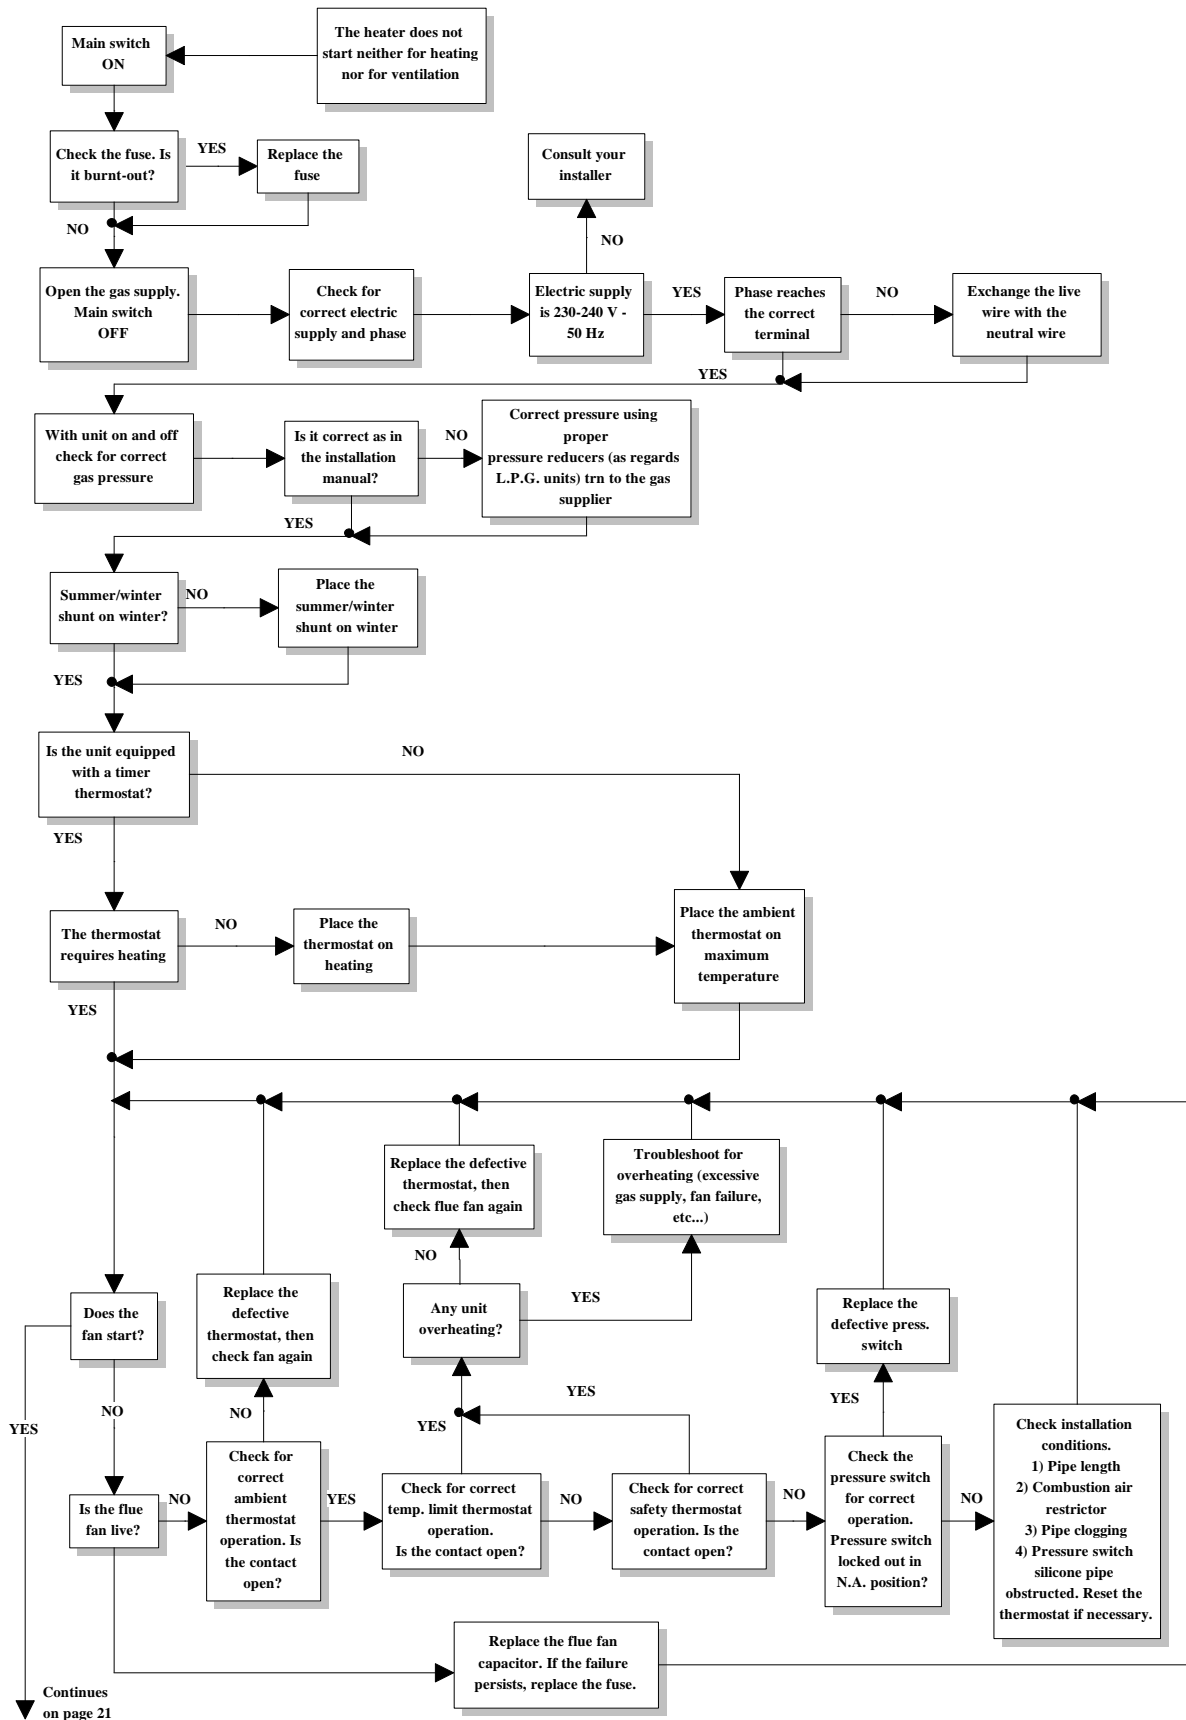 The heater does not
start neither for heating
nor for ventilation
Main switch
ON
Check the fuse. Is
it burnt-out?
YES
Replace the
fuse
NO
Consult your
installer
NO
Open the gas supply.
Main switch
OFF
Check for
correct electric
supply and phase
Electric supply
is 230-240 V -
50 Hz
YES
Phase reaches
the correct
terminal
NO
Exchange the live
wire with the
neutral wire
YES
With unit on and off
check for correct
gas pressure
Is it correct as in
the installation
manual?
NO
Correct pressure using
proper
pressure reducers (as regards
L.P.G. units) trn to the gas
supplier
YES
Summer/winter
shunt on winter?
NO
Place the
summer/winter
shunt on winter
YES
Is the unit equipped
with a timer
thermostat?
NO
YES
The thermostat
requires heating
NO
Place the
thermostat on
heating
Place the ambient
thermostat on
maximum
temperature
YES
Replace the defective
thermostat, then
check flue fan again
Troubleshoot for
overheating (excessive
gas supply, fan failure,
etc...)
NO
YES
Does the
fan start?
Replace the
defective
thermostat, then
check fan again
Any unit
overheating?
Replace the
defective press.
switch
YES
NO
NO
YES
YES
YES
Is the flue
fan live?
NO
Check for
correct
ambient
thermostat
operation. Is
the contact
open?
YES
Check for correct
temp. limit thermostat
operation.
Is the contact open?
NO
Check for correct
safety thermostat
operation. Is the
contact open?
NO
Check the
pressure switch
for correct
operation.
Pressure switch
locked out in
N.A. position?
NO
Check installation
conditions.
1) Pipe length
2) Combustion air
restrictor
3) Pipe clogging
4) Pressure switch
silicone pipe
obstructed. Reset the
thermostat if necessary.
Replace the flue fan
capacitor. If the failure
persists, replace the fuse.
Continues
on page 21